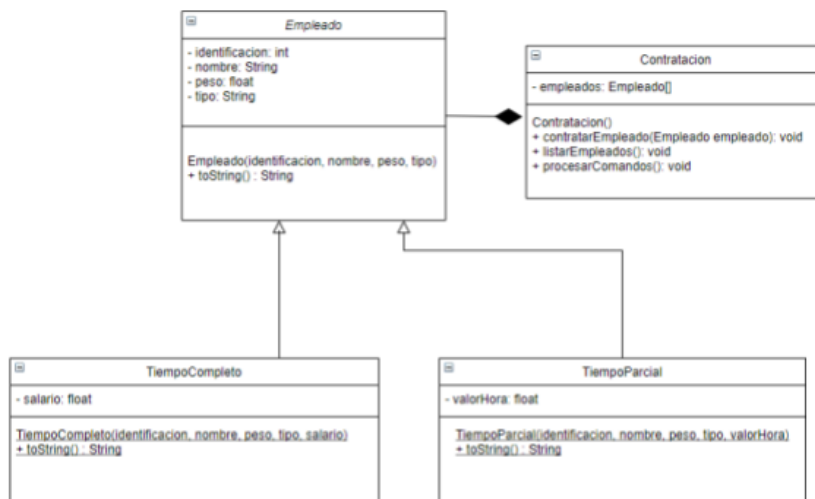 Empleado
- identificacion: int
- nombre: String
- peso: float
- tipo: String
Empleado(identificacion, nombre, peso, tipo)
+ toString() : String
Contratacion
- empleados: Empleado[]
Contratacion()
+ contratarEmpleado(Empleado empleado): void
+ listarEmpleados(): void
+ procesarComandos(): void
TiempoCompleto
- salario: float
TiempoCompleto(identificacion, nombre, peso, tipo, salario)
+ toString() : String
TiempoParcial
- valorHora: float
TiempoParcial(identificacion, nombre, peso, tipo, valorHora)
+ toString() : String